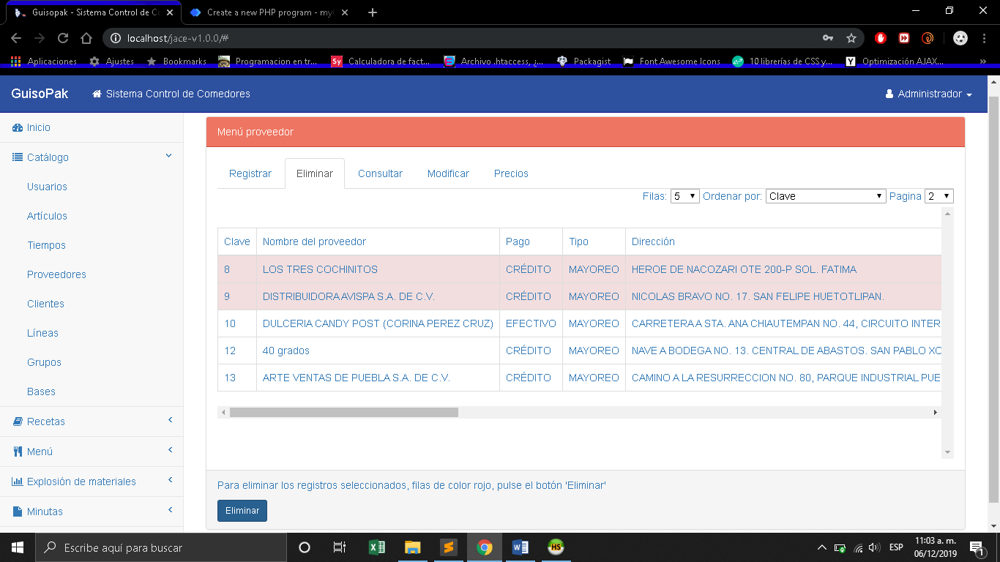 Guisopak - Sistema Control de Co
Create a new PHP program - my
localhost/jace-v1.0.0/#
Aplicaciones
Ajustes
Bookmarks
Programacion en tr...
Calculadora de fact...
Archivo .htaccess, ¿...
Packagist
Font Awesome Icons
10 librerías de CSS y...
Optimización AJAX...
GuisoPak
Sistema Control de Comedores
Administrador
Inicio
Catálogo
Usuarios
Artículos
Tiempos
Proveedores
Clientes
Líneas
Grupos
Bases
Recetas
Menú
Explosión de materiales
Minutas
Menú proveedor
Registrar Eliminar Consultar Modificar Precios
Filas: 5 Ordenar por: Clave Pagina 2
Clave Nombre del proveedor Pago Tipo Dirección
8 LOS TRES COCHINITOS CRÉDITO MAYOREO HEROE DE NACOZARI OTE 200-P SOL. FATIMA
9 DISTRIBUIDORA AVISPA S.A. DE C.V. CRÉDITO MAYOREO NICOLAS BRAVO NO. 17. SAN FELIPE HUETOTLIPAN.
10 DULCERIA CANDY POST (CORINA PEREZ CRUZ) EFECTIVO MAYOREO CARRETERA A STA. ANA CHIAUTEMPAN NO. 44, CIRCUITO INTER
12 40 grados CRÉDITO MAYOREO NAVE A BODEGA NO. 13. CENTRAL DE ABASTOS. SAN PABLO XO
13 ARTE VENTAS DE PUEBLA S.A. DE C.V. CRÉDITO MAYOREO CAMINO A LA RESURRECCION NO. 80, PARQUE INDUSTRIAL PUE
Para eliminar los registros seleccionados, filas de color rojo, pulse el botón 'Eliminar'
Eliminar
Escribe aquí para buscar
ESP
11:03 a. m.
06/12/2019